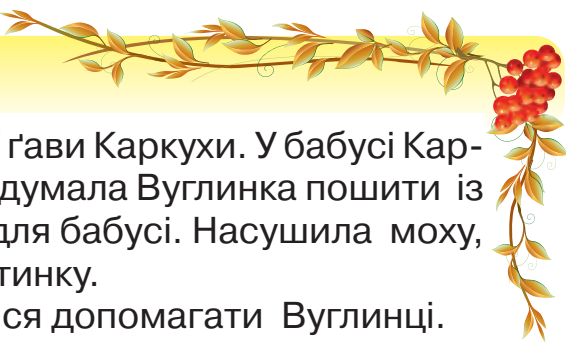 ґави Каркухи. У бабусі Кар-
думала Вуглинка пошити із
для бабусі. Насушила моху,
тинку.
ся допомагати Вуглинці.